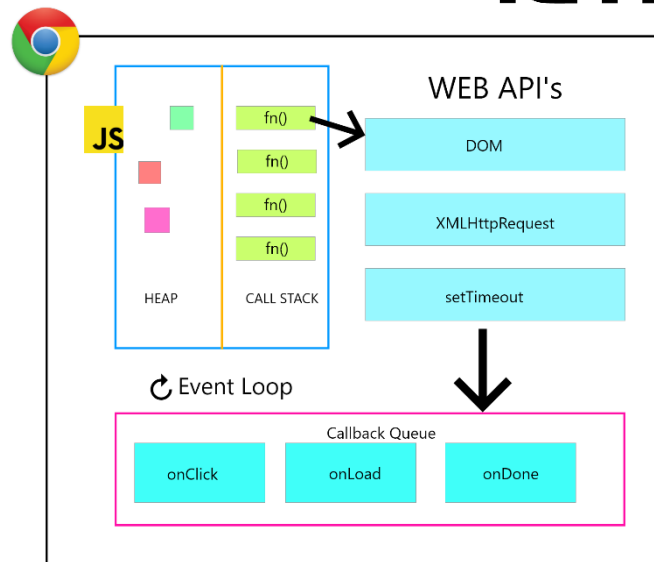 JS
WEB API's
fn()
DOM
fn()
fn()
XMLHttpRequest
fn()
HEAP
CALL STACK
setTimeout
Event Loop
Callback Queue
onClick
onLoad
onDone